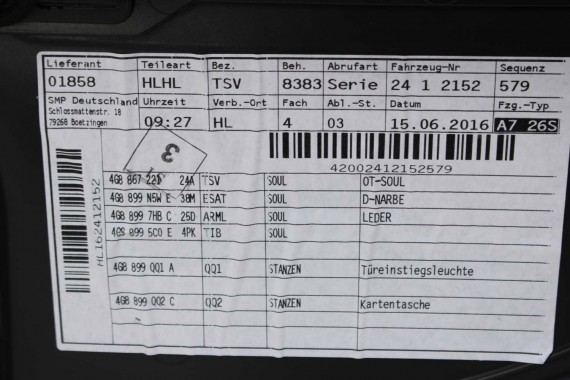 Lieferant Teileart Bez. Beh. Abrufart Fahrzeug-Nr Sequenz
01858 HLHL TSV 8383 Serie 24 1 2152 579
SMP Deutschland Uhrzeit Verb.-Ort Fach Abl.-St. Datum Fzg.-Typ
Schlossmattenstr. 18
79268 Boetzingen 09:27 HL 4 03 15.06.2016 A7 26S
3
42002412152579
HL162412152
4G8 867 24A TSV SOUL OT-SOUL
4G8 899 N5W E 38M ESAT SOUL D-NARBE
4G8 899 7HB C 25D ARML SOUL LEDER
4G8 899 5C0 E 4PK TIB SOUL
4G8 899 QQ1 A QQ1 STANZEN Türeinstiegsleuchte
4G8 899 QQ2 C QQ2 STANZEN Kartentasche